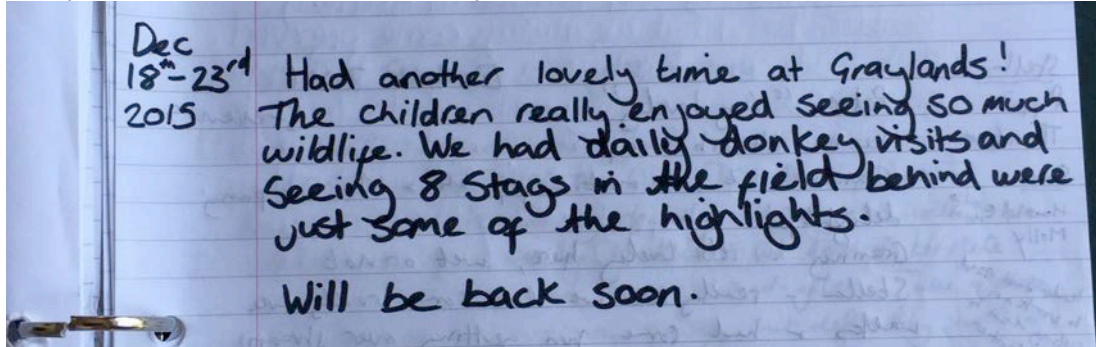 Dec
18th-23rd Had another lovely time at Graylands!
2015 The children really enjoyed seeing so much
wildlife. We had daily donkey visits and
seeing 8 Stags in the field behind were
just some of the highlights.
Will be back soon.